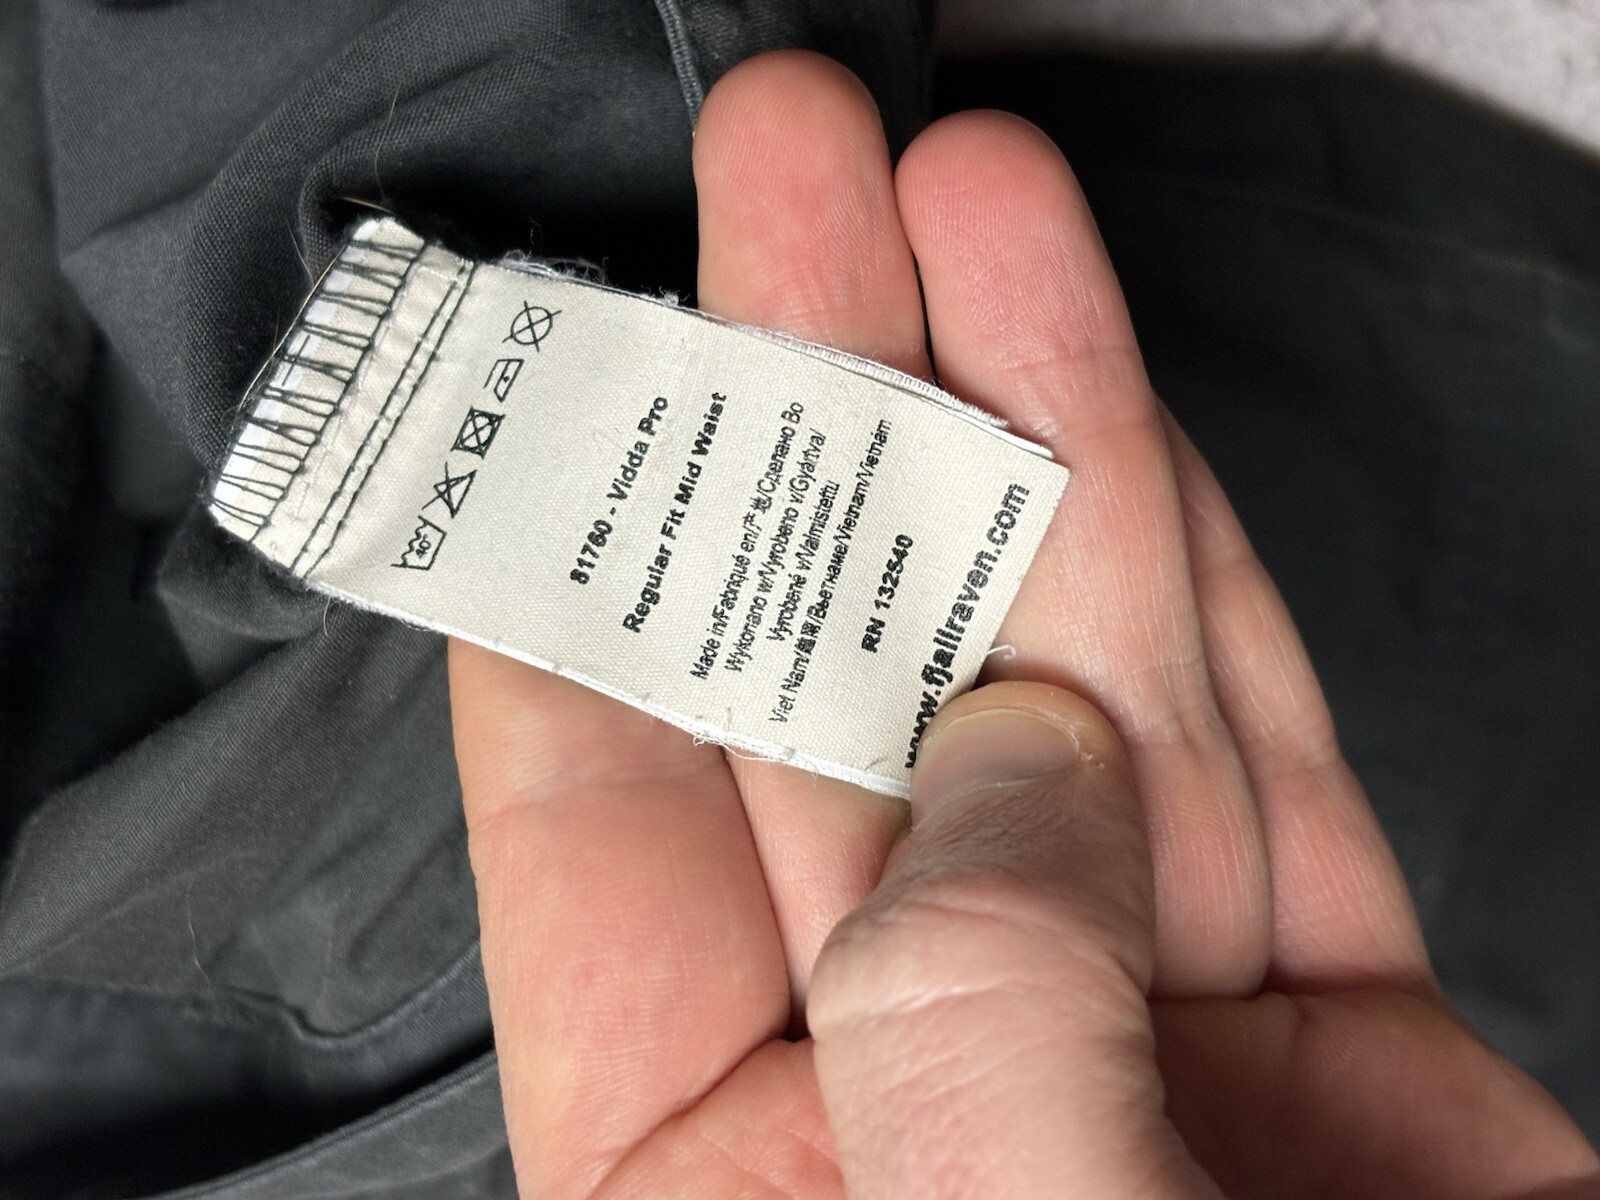 40°
81760 - Vidda Pro
Regular Fit Mid Waist
Made in/Fabriqué en/产地/Сделано Во
Wykonano w/Vyrobeno v/Gyártva/
Vyrobené v/Valmistettu
Viet Nam/越南/Вьетнаме/Vietnam/Vietnam
RN 132540
www.fjallraven.com